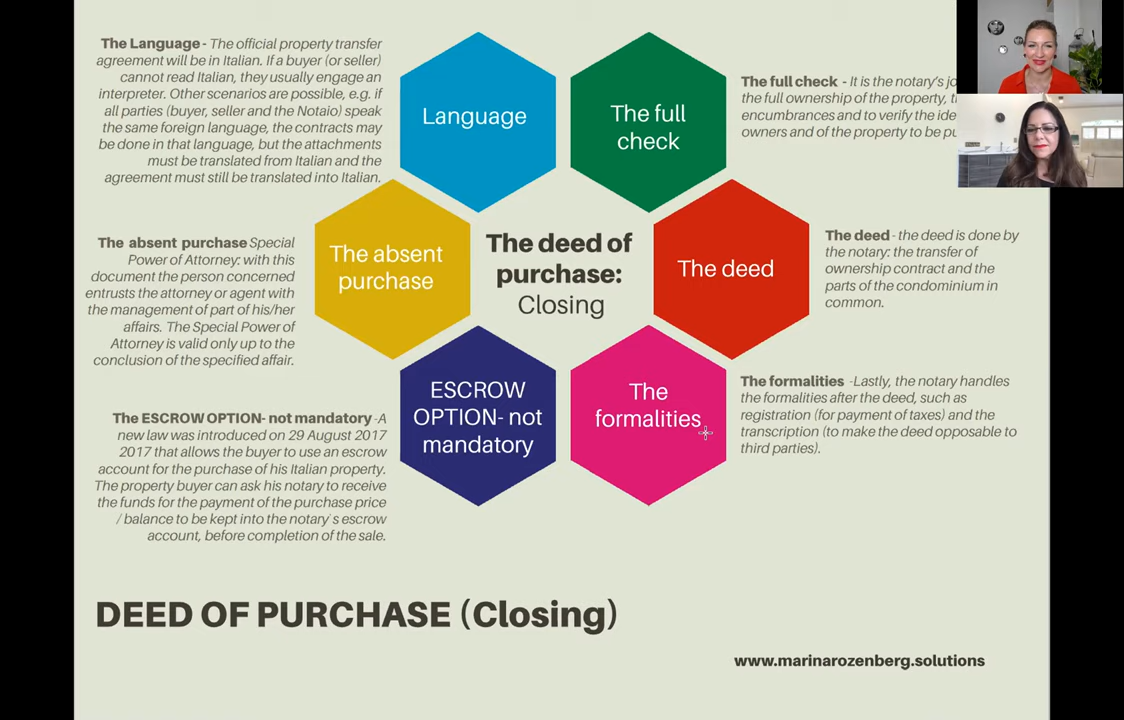 The Language - The official property transfer
agreement will be in Italian. If a buyer (or seller)
cannot read Italian, they usually engage an
interpreter. Other scenarios are possible, e.g. if
all parties (buyer, seller and the Notaio) speak
the same foreign language, the contracts may
be done in that language, but the attachments
must be translated from Italian and the
agreement must still be translated into Italian.
Language
The full
check
The full check - It is the notary's
the full ownership of the property,
encumbrances and to verify the
owners and of the property to be
The absent purchase Special
Power of Attorney: with this
document the person concerned
entrusts the attorney or agent with
the management of part of his/her
affairs. The Special Power of
Attorney is valid only up to the
conclusion of the specified affair.
The absent
purchase
The deed of
purchase:
Closing
The deed
The deed - the deed is done by
the notary: the transfer of
ownership contract and the
parts of the condominium in
common.
The ESCROW OPTION- not mandatory -A
new law was introduced on 29 August 2017
2017 that allows the buyer to use an escrow
account for the purchase of his Italian property.
The property buyer can ask his notary to receive
the funds for the payment of the purchase price
/ balance to be kept into the notary`s escrow
account, before completion of the sale.
ESCROW
OPTION- not
mandatory
The
formalities
The formalities -Lastly, the notary handles
the formalities after the deed, such as
registration (for payment of taxes) and the
transcription (to make the deed opposable to
third parties).
DEED OF PURCHASE (Closing)
www.marinarozenberg.solutions